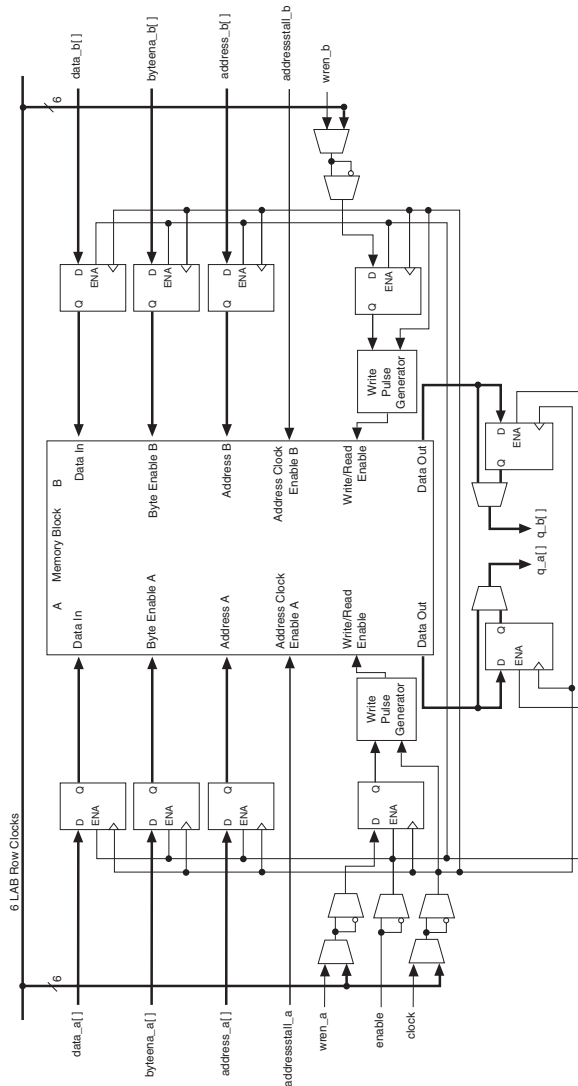 6 LAB Row Clocks
6
6
data_a[ ]
byteena_a[ ]
address_a[ ]
addressstall_a
wren_a
enable
clock
D
Q
ENA
D
Q
ENA
D
Q
ENA
D
Q
ENA
Write
Pulse
Generator
A
Memory Block
B
Data In
Byte Enable A
Address A
Address Clock
Enable A
Write/Read
Enable
Data Out
Data In
Byte Enable B
Address B
Address Clock
Enable B
Write/Read
Enable
Data Out
Write
Pulse
Generator
Q
D
ENA
Q
D
ENA
Q
D
ENA
Q
D
ENA
data_b[ ]
byteena_b[ ]
address_b[ ]
addressstall_b
wren_b
D
Q
ENA
q_a[ ]
q_b[ ]
Q
D
ENA